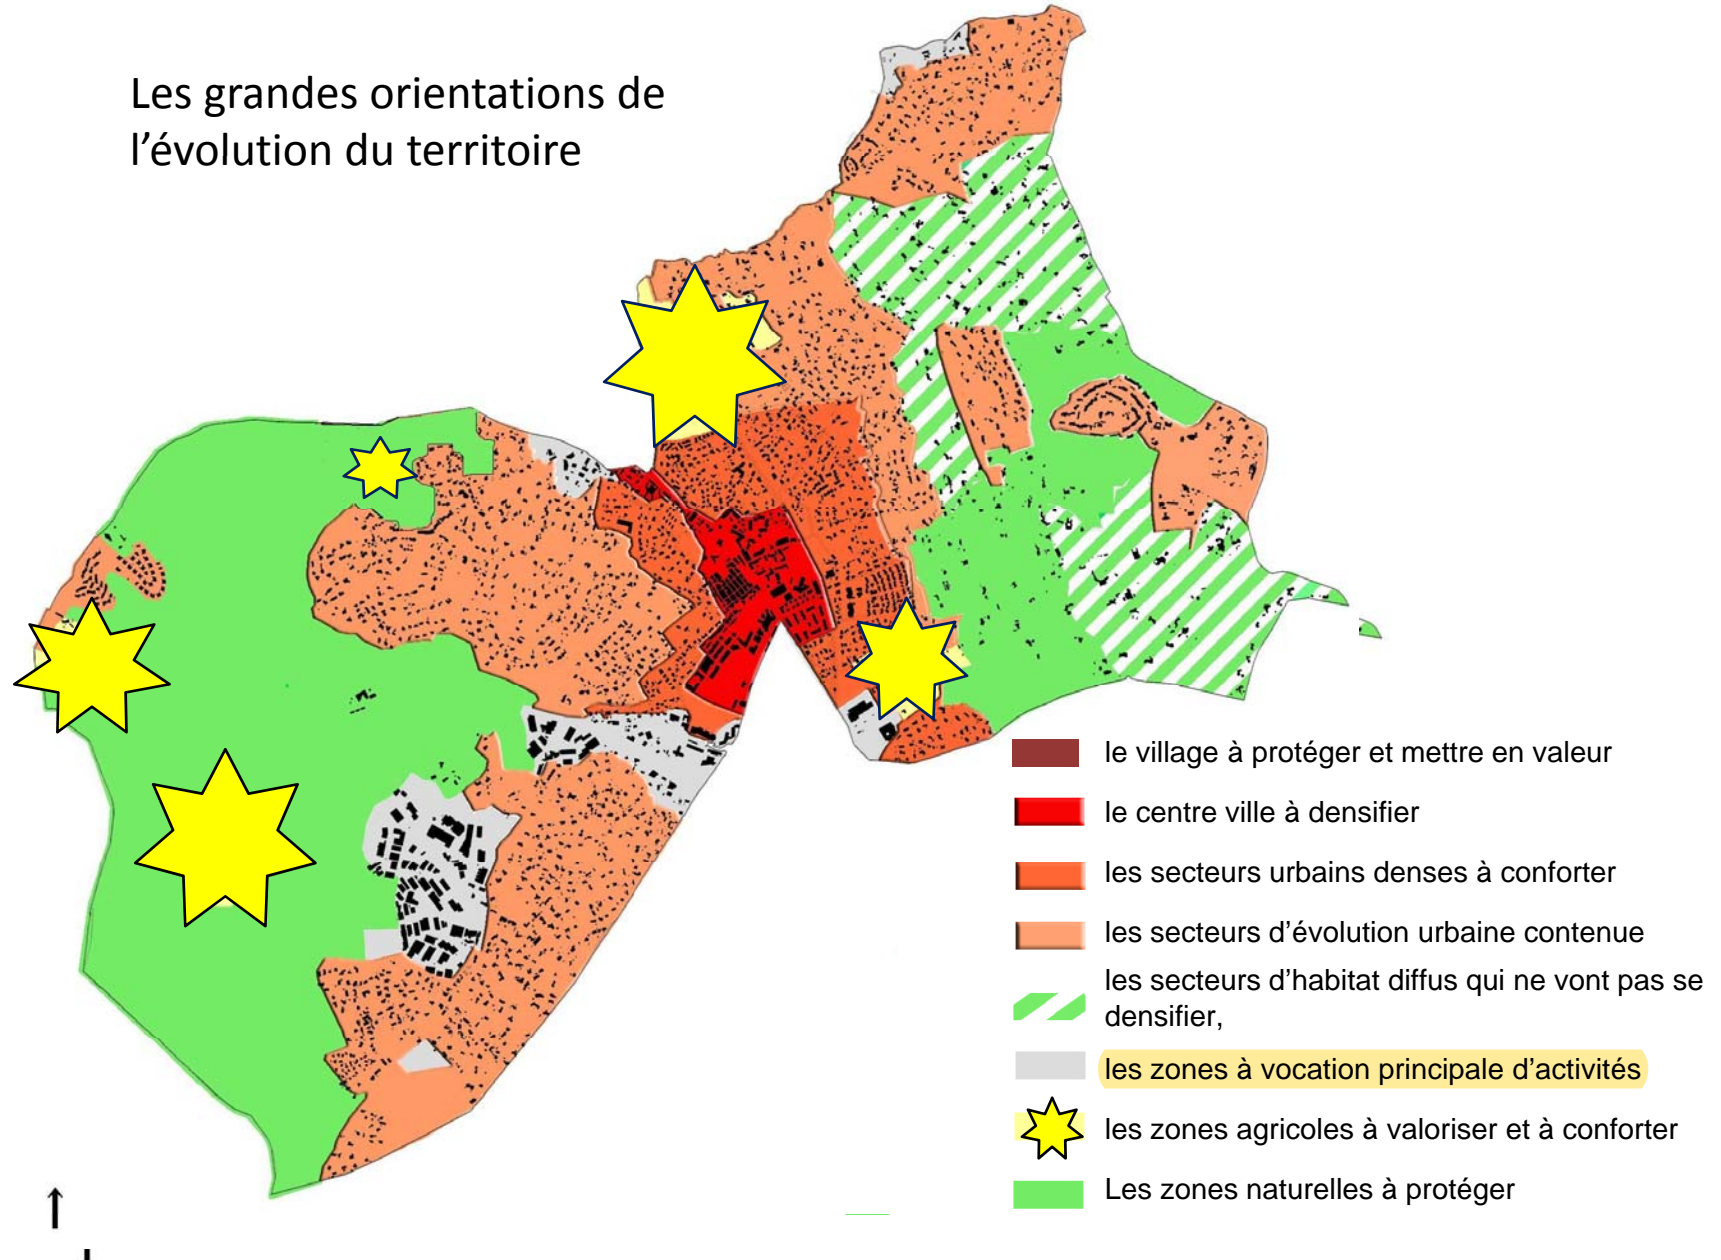 Les grandes orientations de
l’évolution du territoire
le village à protéger et mettre en valeur
le centre ville à densifier
les secteurs urbains denses à conforter
les secteurs d’évolution urbaine contenue
les secteurs d’habitat diffus qui ne vont pas se
densifier,
les zones à vocation principale d’activités
les zones agricoles à valoriser et à conforter
Les zones naturelles à protéger